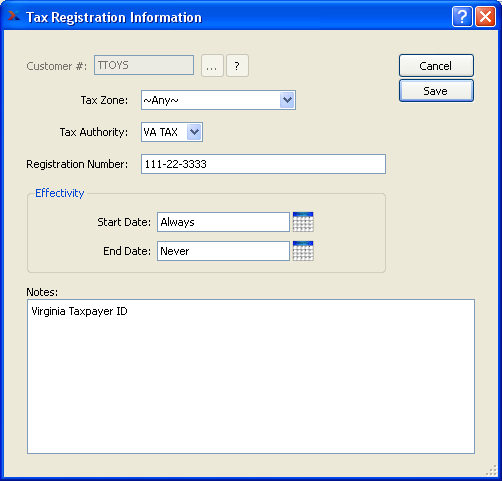 Tax Registration Information
Customer #: TTOYS ... ?
Cancel
Save
Tax Zone: ~Any~
Tax Authority: VA TAX
Registration Number: 111-22-3333
Effectivity
Start Date: Always
End Date: Never
Notes:
Virginia Taxpayer ID